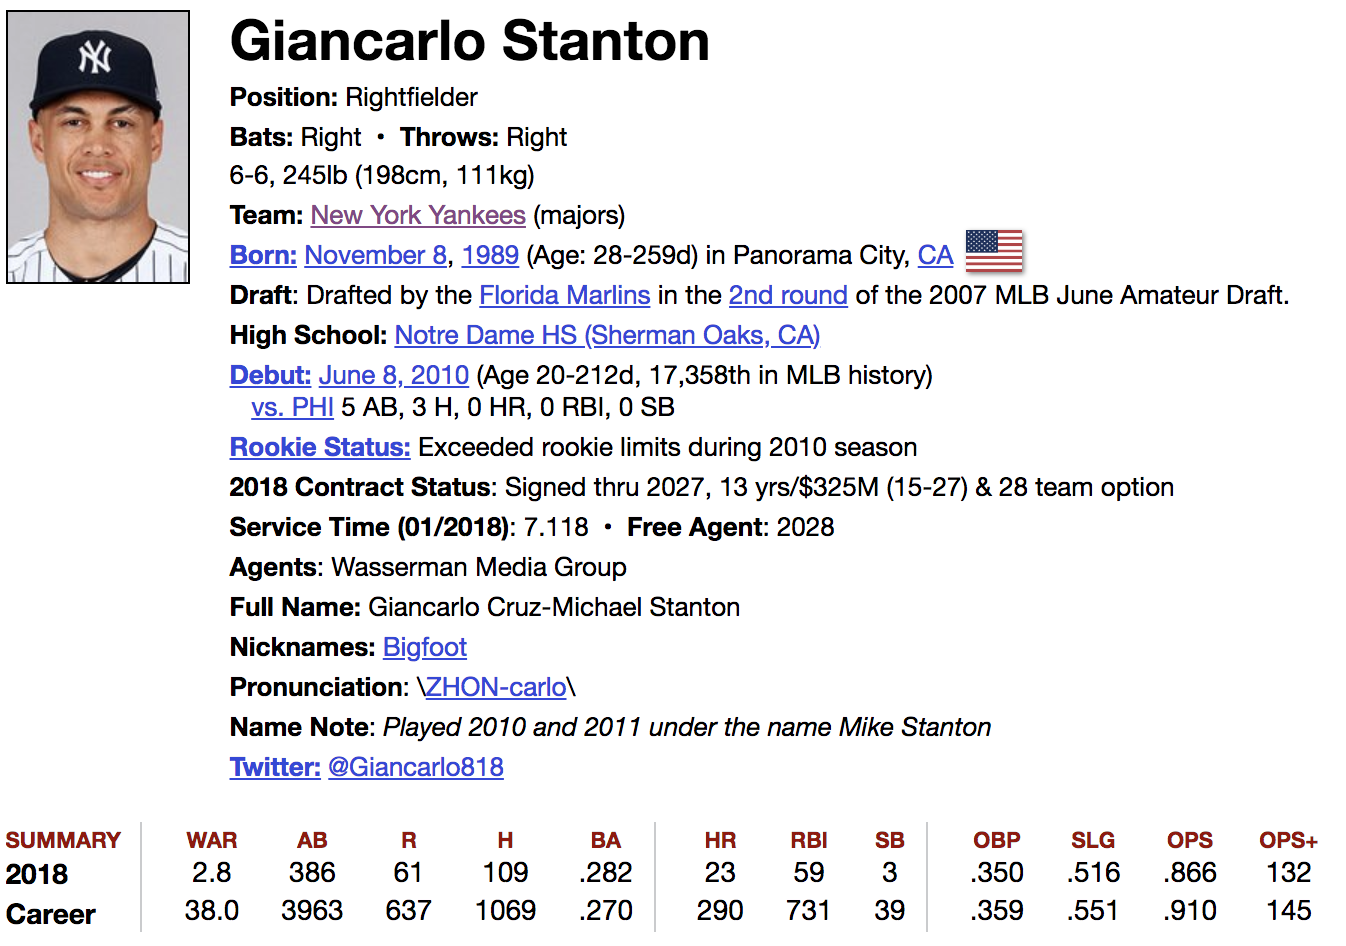 Giancarlo Stanton
Position: Rightfielder
Bats: Right • Throws: Right
6-6, 245lb (198cm, 111kg)
Team: New York Yankees (majors)
Born: November 8, 1989 (Age: 28-259d) in Panorama City, CA
Draft: Drafted by the Florida Marlins in the 2nd round of the 2007 MLB June Amateur Draft.
High School: Notre Dame HS (Sherman Oaks, CA)
Debut: June 8, 2010 (Age 20-212d, 17,358th in MLB history)
vs. PHI 5 AB, 3 H, 0 HR, 0 RBI, 0 SB
Rookie Status: Exceeded rookie limits during 2010 season
2018 Contract Status: Signed thru 2027, 13 yrs/$325M (15-27) & 28 team option
Service Time (01/2018): 7.118 • Free Agent: 2028
Agents: Wasserman Media Group
Full Name: Giancarlo Cruz-Michael Stanton
Nicknames: Bigfoot
Pronunciation: \ZHON-carlo\
Name Note: Played 2010 and 2011 under the name Mike Stanton
Twitter: @Giancarlo818
SUMMARY WAR AB R H BA HR RBI SB OBP SLG OPS OPS+
2018 2.8 386 61 109 .282 23 59 3 .350 .516 .866 132
Career 38.0 3963 637 1069 .270 290 731 39 .359 .551 .910 145